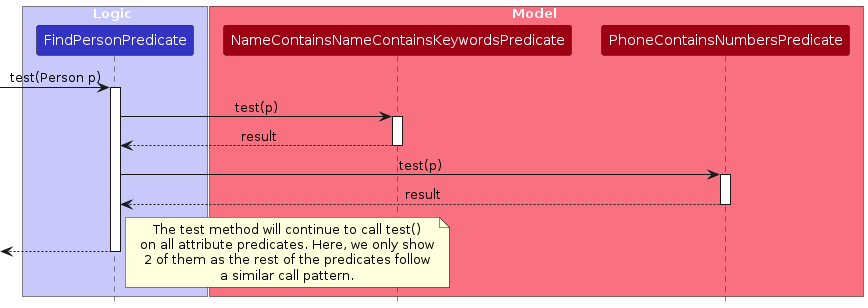 Logic
Model
FindPersonPredicate
NameContainsNameContainsKeywordsPredicate
PhoneContainsNumbersPredicate
test(Person p)
test(p)
result
test(p)
result
The test method will continue to call test()
on all attribute predicates. Here, we only show
2 of them as the rest of the predicates follow
a similar call pattern.